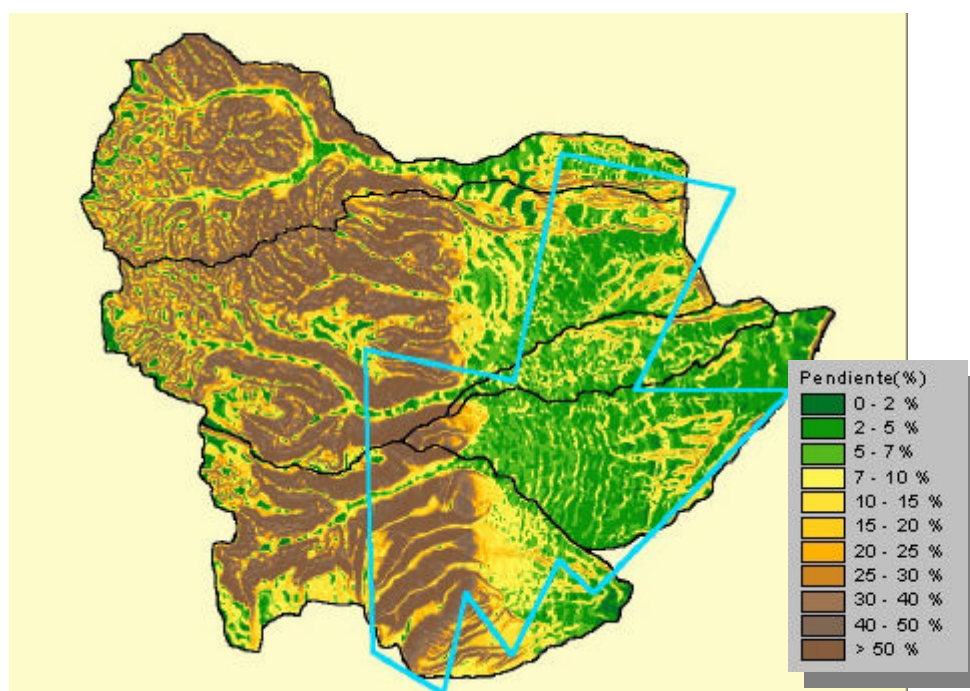 Pendiente(%)
0 - 2 %
2 - 5 %
5 - 7 %
7 - 10 %
10 - 15 %
15 - 20 %
20 - 25 %
25 - 30 %
30 - 40 %
40 - 50 %
> 50 %